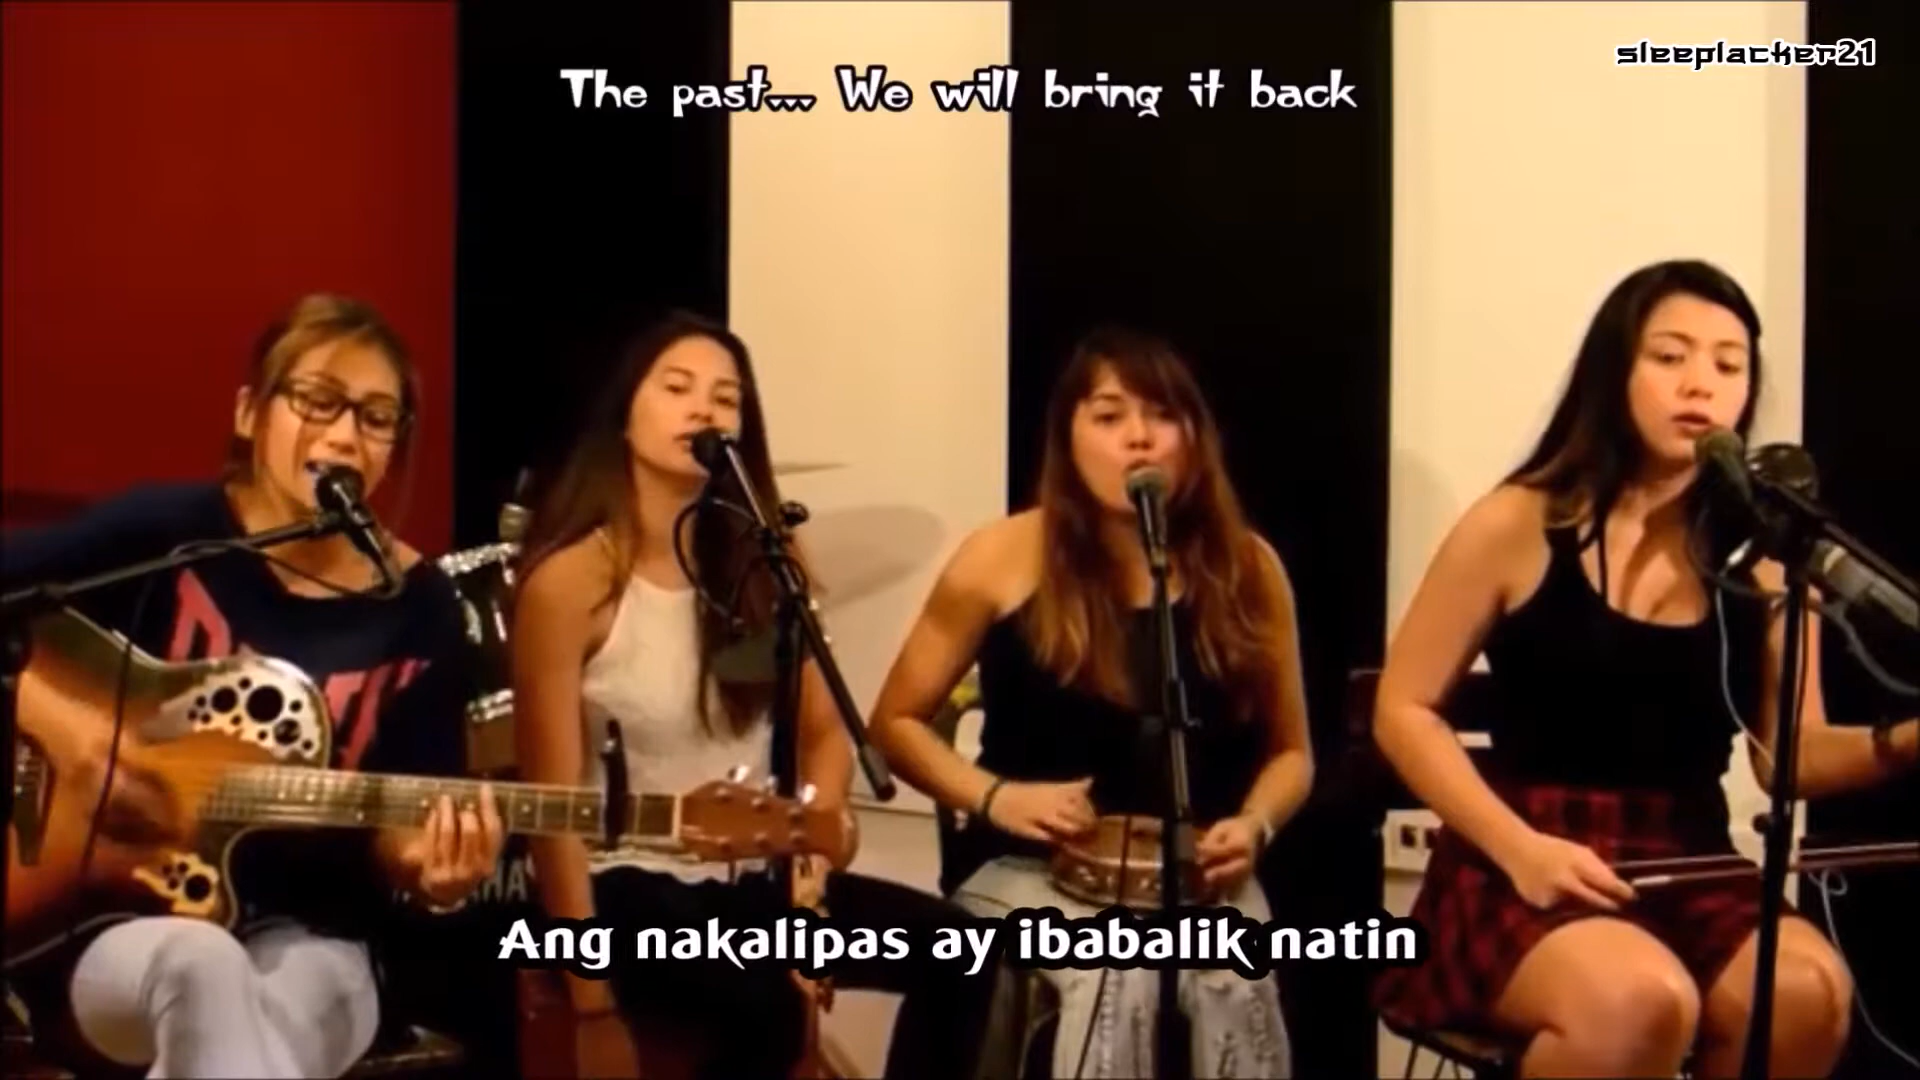 sleeplacker21
The past... We will bring it back
Ang nakalipas ay ibabalik natin